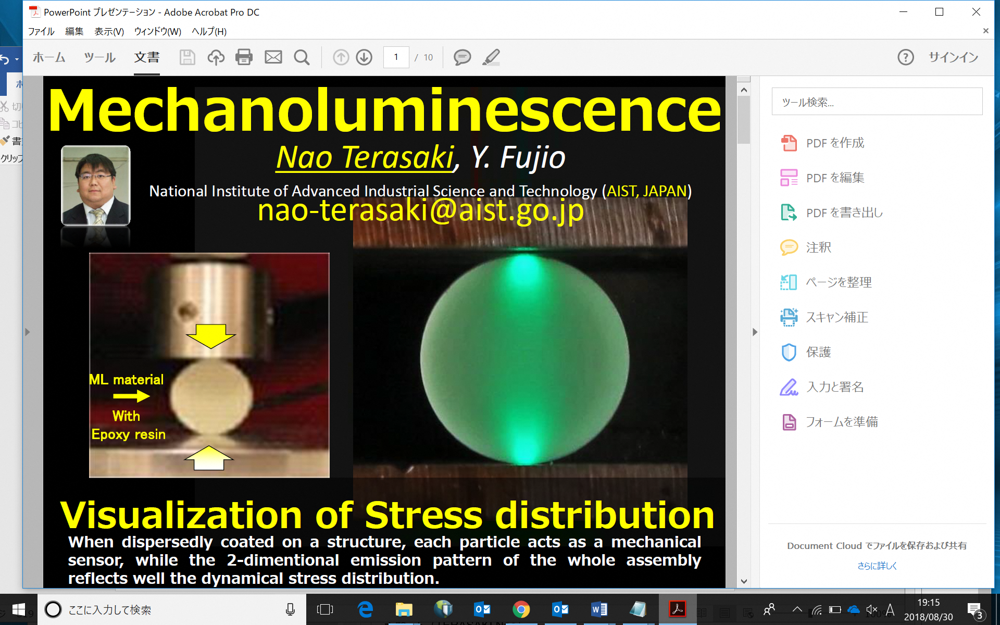 PowerPoint プレゼンテーション - Adobe Acrobat Pro DC
ファイル 編集 表示(V) ウィンドウ(W) ヘルプ(H)
ホーム ツール 文書 1 / 10 サインイン
Mechanoluminescence
Nao Terasaki, Y. Fujio
National Institute of Advanced Industrial Science and Technology (AIST, JAPAN)
nao-terasaki@aist.go.jp
ML material
With
Epoxy resin
Visualization of Stress distribution
When dispersedly coated on a structure, each particle acts as a mechanical
sensor, while the 2-dimentional emission pattern of the whole assembly
reflects well the dynamical stress distribution.
ツール検索...
PDF を作成
PDF を編集
PDF を書き出し
注釈
ページを整理
スキャン補正
保護
入力と署名
フォームを準備
Document Cloud でファイルを保存および共有
さらに詳しく
クリップ
ここに入力して検索
A
19:15
2018/08/30
3